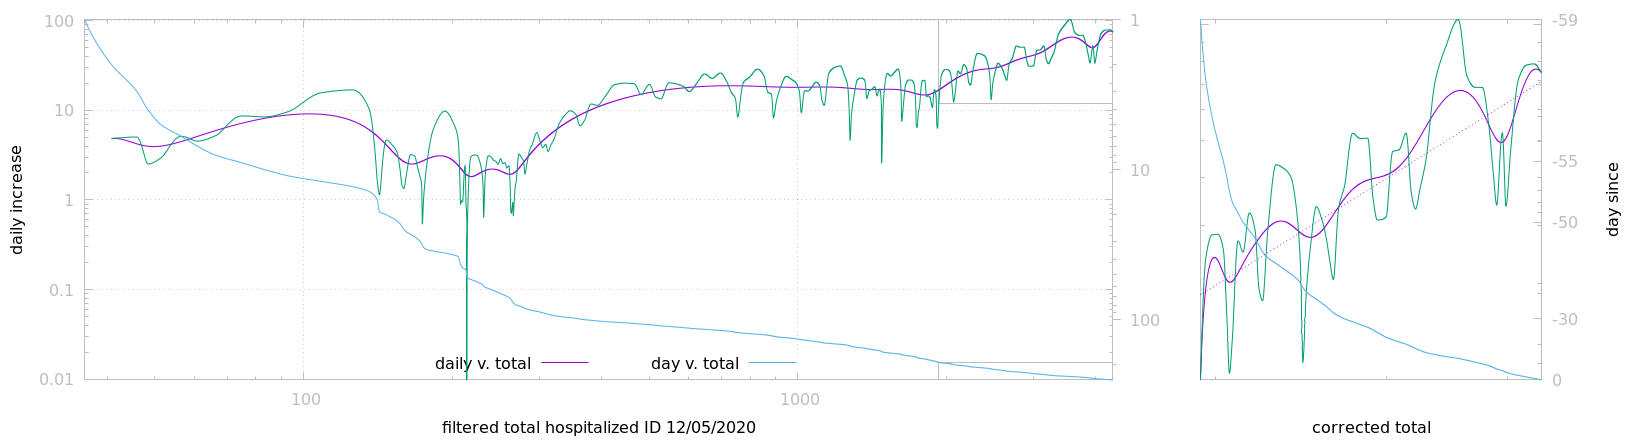 100
10
1
0.1
0.01
daily increase
100
1000
1
10
100
daily v. total
day v. total
filtered total hospitalized ID 12/05/2020
-59
-55
-50
-30
0
day since
corrected total